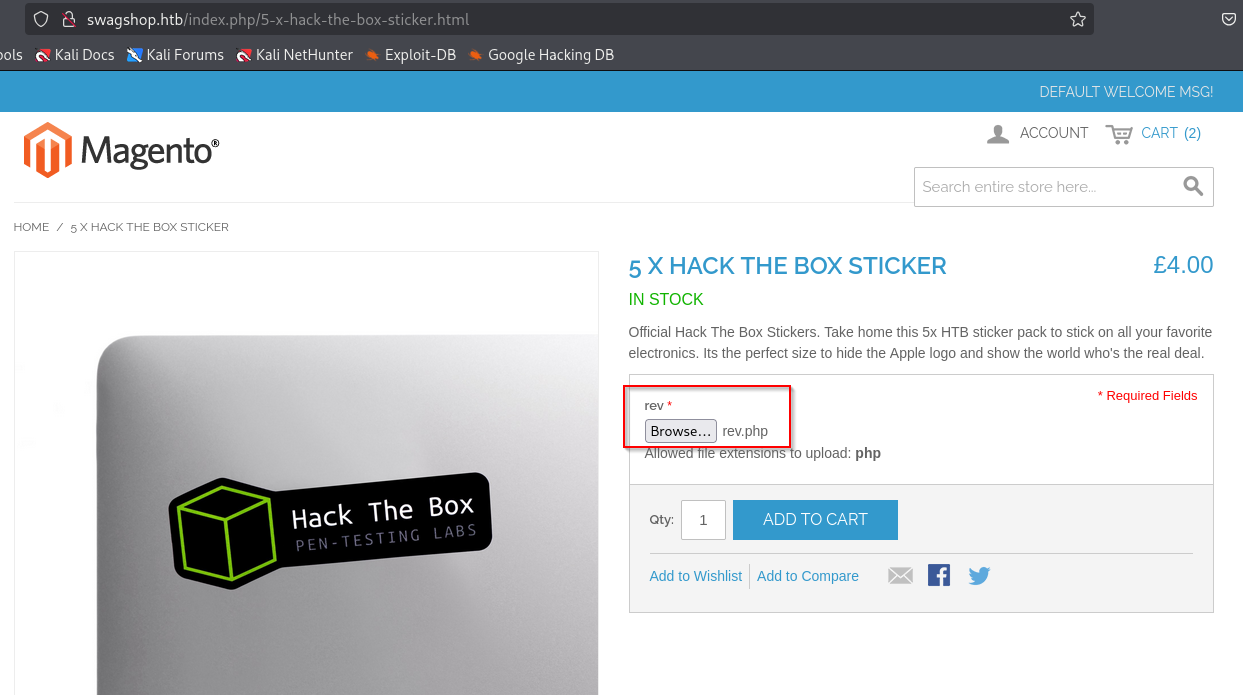 swagshop.htb/index.php/5-x-hack-the-box-sticker.html
ools Kali Docs Kali Forums Kali NetHunter Exploit-DB Google Hacking DB
DEFAULT WELCOME MSG!
Magento®
ACCOUNT CART (2)
Search entire store here...
HOME / 5 X HACK THE BOX STICKER
5 X HACK THE BOX STICKER £4.00
IN STOCK
Official Hack The Box Stickers. Take home this 5x HTB sticker pack to stick on all your favorite
electronics. Its the perfect size to hide the Apple logo and show the world who's the real deal.
* Required Fields
rev *
Browse... rev.php
Allowed file extensions to upload: php
Qty: 1 ADD TO CART
Add to Wishlist Add to Compare
Hack The Box
PEN-TESTING LABS